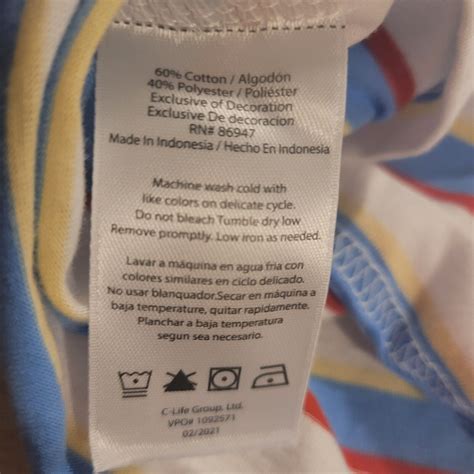 60% Cotton / Algodón
40% Polyester / Poliéster
Exclusive of Decoration
Exclusive De decoracion
RN# 86947
Made In Indonesia / Hecho En Indonesia
Machine wash cold with
like colors on delicate cycle.
Do not bleach Tumble dry low
Remove promptly. Low iron as needed.
Lavar a máquina en agua fria con
colores similares en ciclo delicado.
No usar blanquador.Secar en máquina a
baja temperature, quitar rapidamente.
Planchar a baja temperatura
segun sea necesario.
C-Life Group, Ltd.
VPO# 1092571
02/2021